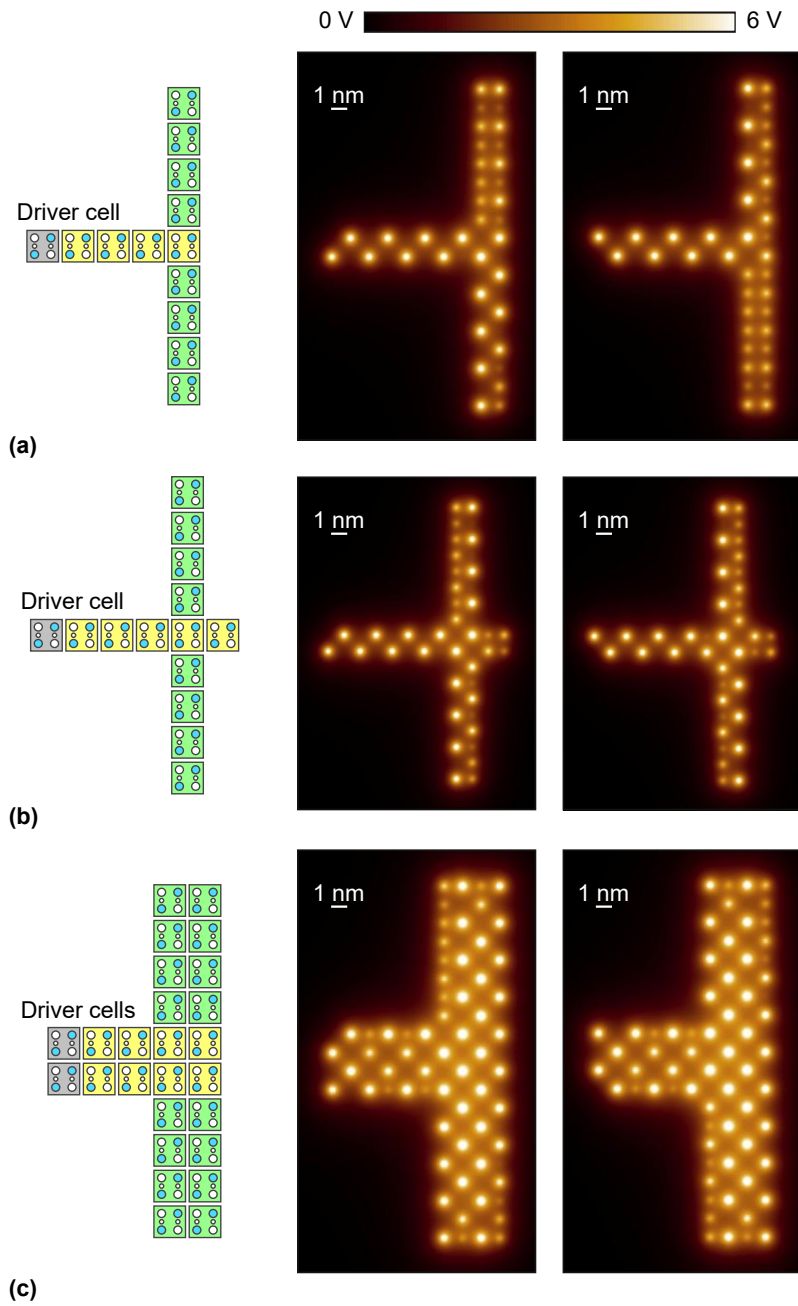 0 V 6 V
1 nm 1 nm
Driver cell
(a)
1 nm 1 nm
Driver cell
(b)
1 nm 1 nm
Driver cells
(c)